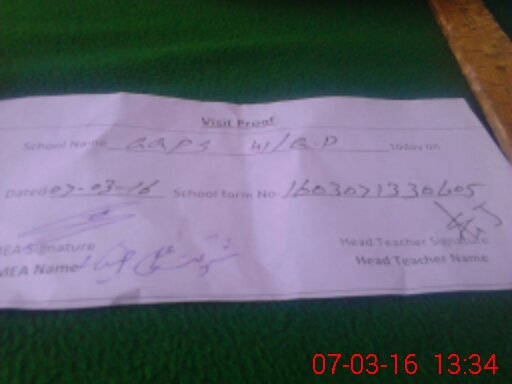 Visit Proof
School Name GGPS W/G.D today on
Dated 07-03-16 School form No 1603071330605
MEA Signature Head Teacher Signature
MEA Name Head Teacher Name
07-03-16 13:34